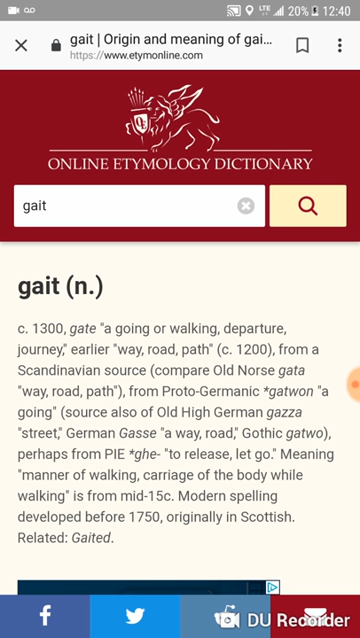 LTE 20% 12:40
gait | Origin and meaning of gai...
https://www.etymonline.com
ONLINE ETYMOLOGY DICTIONARY
gait
gait (n.)
c. 1300, gate "a going or walking, departure,
journey," earlier "way, road, path" (c. 1200), from a
Scandinavian source (compare Old Norse gata
"way, road, path"), from Proto-Germanic *gatwon "a
going" (source also of Old High German gazza
"street," German Gasse "a way, road," Gothic gatwo),
perhaps from PIE *ghe- "to release, let go." Meaning
"manner of walking, carriage of the body while
walking" is from mid-15c. Modern spelling
developed before 1750, originally in Scottish.
Related: Gaited.
DU Recorder